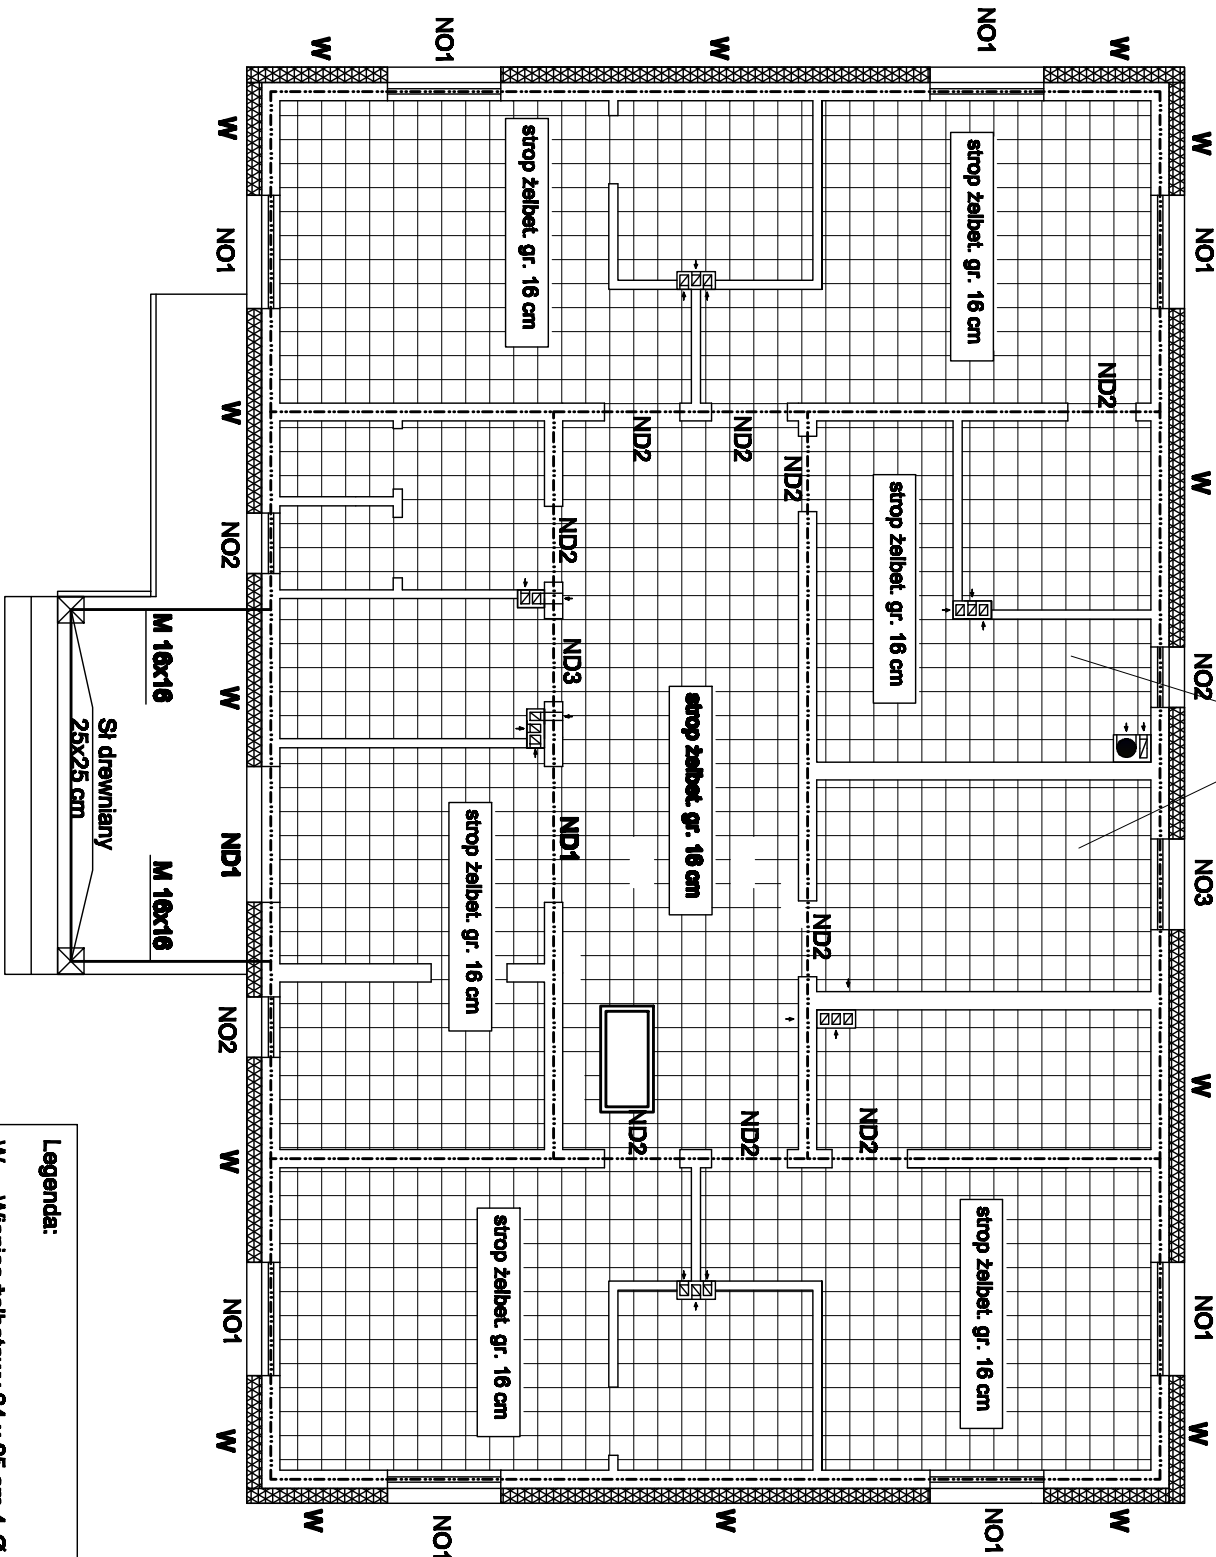 W
NO1
W
NO2
NO3
W
NO1
W
W
ND2
W
NO1
strop żelbet. gr. 16 cm
strop żelbet. gr. 16 cm
NO1
strop żelbet. gr. 16 cm
ND2
ND2
ND2
ND2
ND2
W
W
strop żelbet. gr. 16 cm
ND2
ND2
ND2
ND3
ND1
strop żelbet. gr. 16 cm
strop żelbet. gr. 16 cm
strop żelbet. gr. 16 cm
NO1
NO1
W
W
W
NO1
W
NO2
W
ND1
NO2
W
NO1
W
M 16x16
M 16x16
Sł drewniany
25x25 cm
Legenda:
W - Wieniec żelbetowy